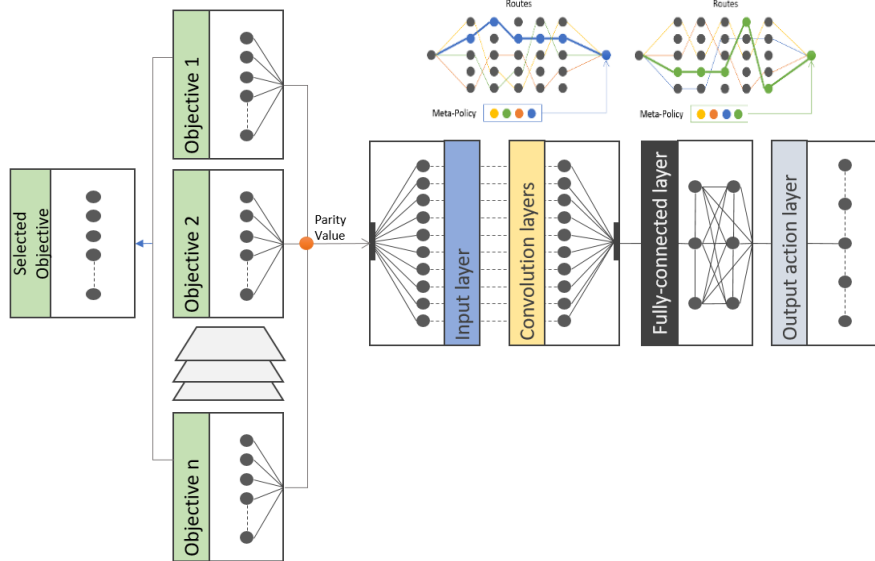 Routes
Routes
Meta-Policy
Meta-Policy
Selected
Objective
Objective 1
Objective 2
Objective n
Parity
Value
Input layer
Convolution layers
Fully-connected layer
Output action layer